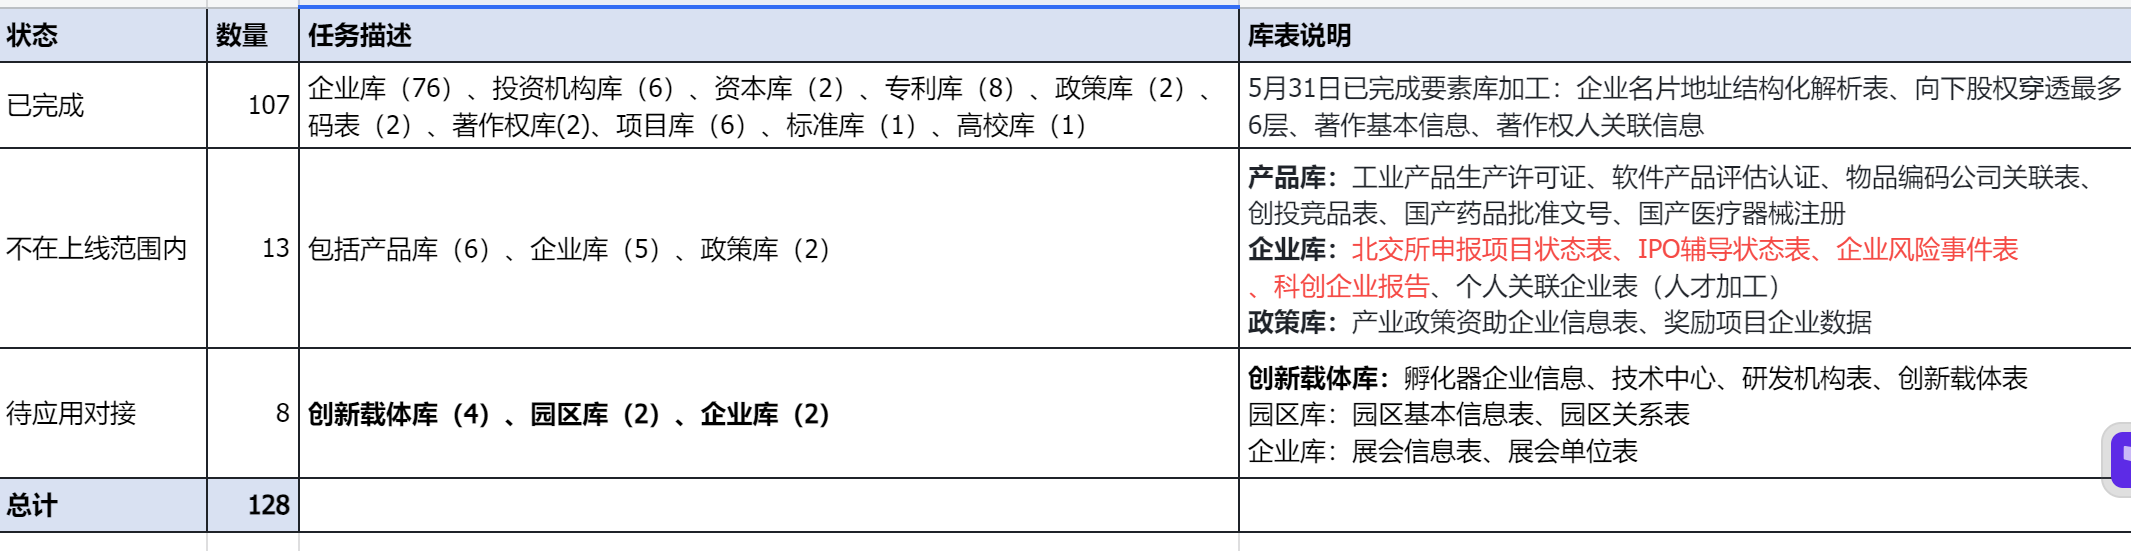 状态 数量 任务描述 库表说明
已完成 107
企业库（76）、投资机构库（6）、资本库（2）、专利库（8）、政策库（2）、
码表（2）、著作权库(2)、项目库（6）、标准库（1）、高校库（1）
5月31日已完成要素库加工：企业名片地址结构化解析表、向下股权穿透最多
6层、著作基本信息、著作权人关联信息
不在上线范围内 13 包括产品库（6）、企业库（5）、政策库（2）
产品库：工业产品生产许可证、软件产品评估认证、物品编码公司关联表、
创投竞品表、国产药品批准文号、国产医疗器械注册
企业库：北交所申报项目状态表、IPO辅导状态表、企业风险事件表
、科创企业报告、个人关联企业表（人才加工）
政策库：产业政策资助企业信息表、奖励项目企业数据
待应用对接 8 创新载体库（4）、园区库（2）、企业库（2）
创新载体库：孵化器企业信息、技术中心、研发机构表、创新载体表
园区库：园区基本信息表、园区关系表
企业库：展会信息表、展会单位表
总计 128